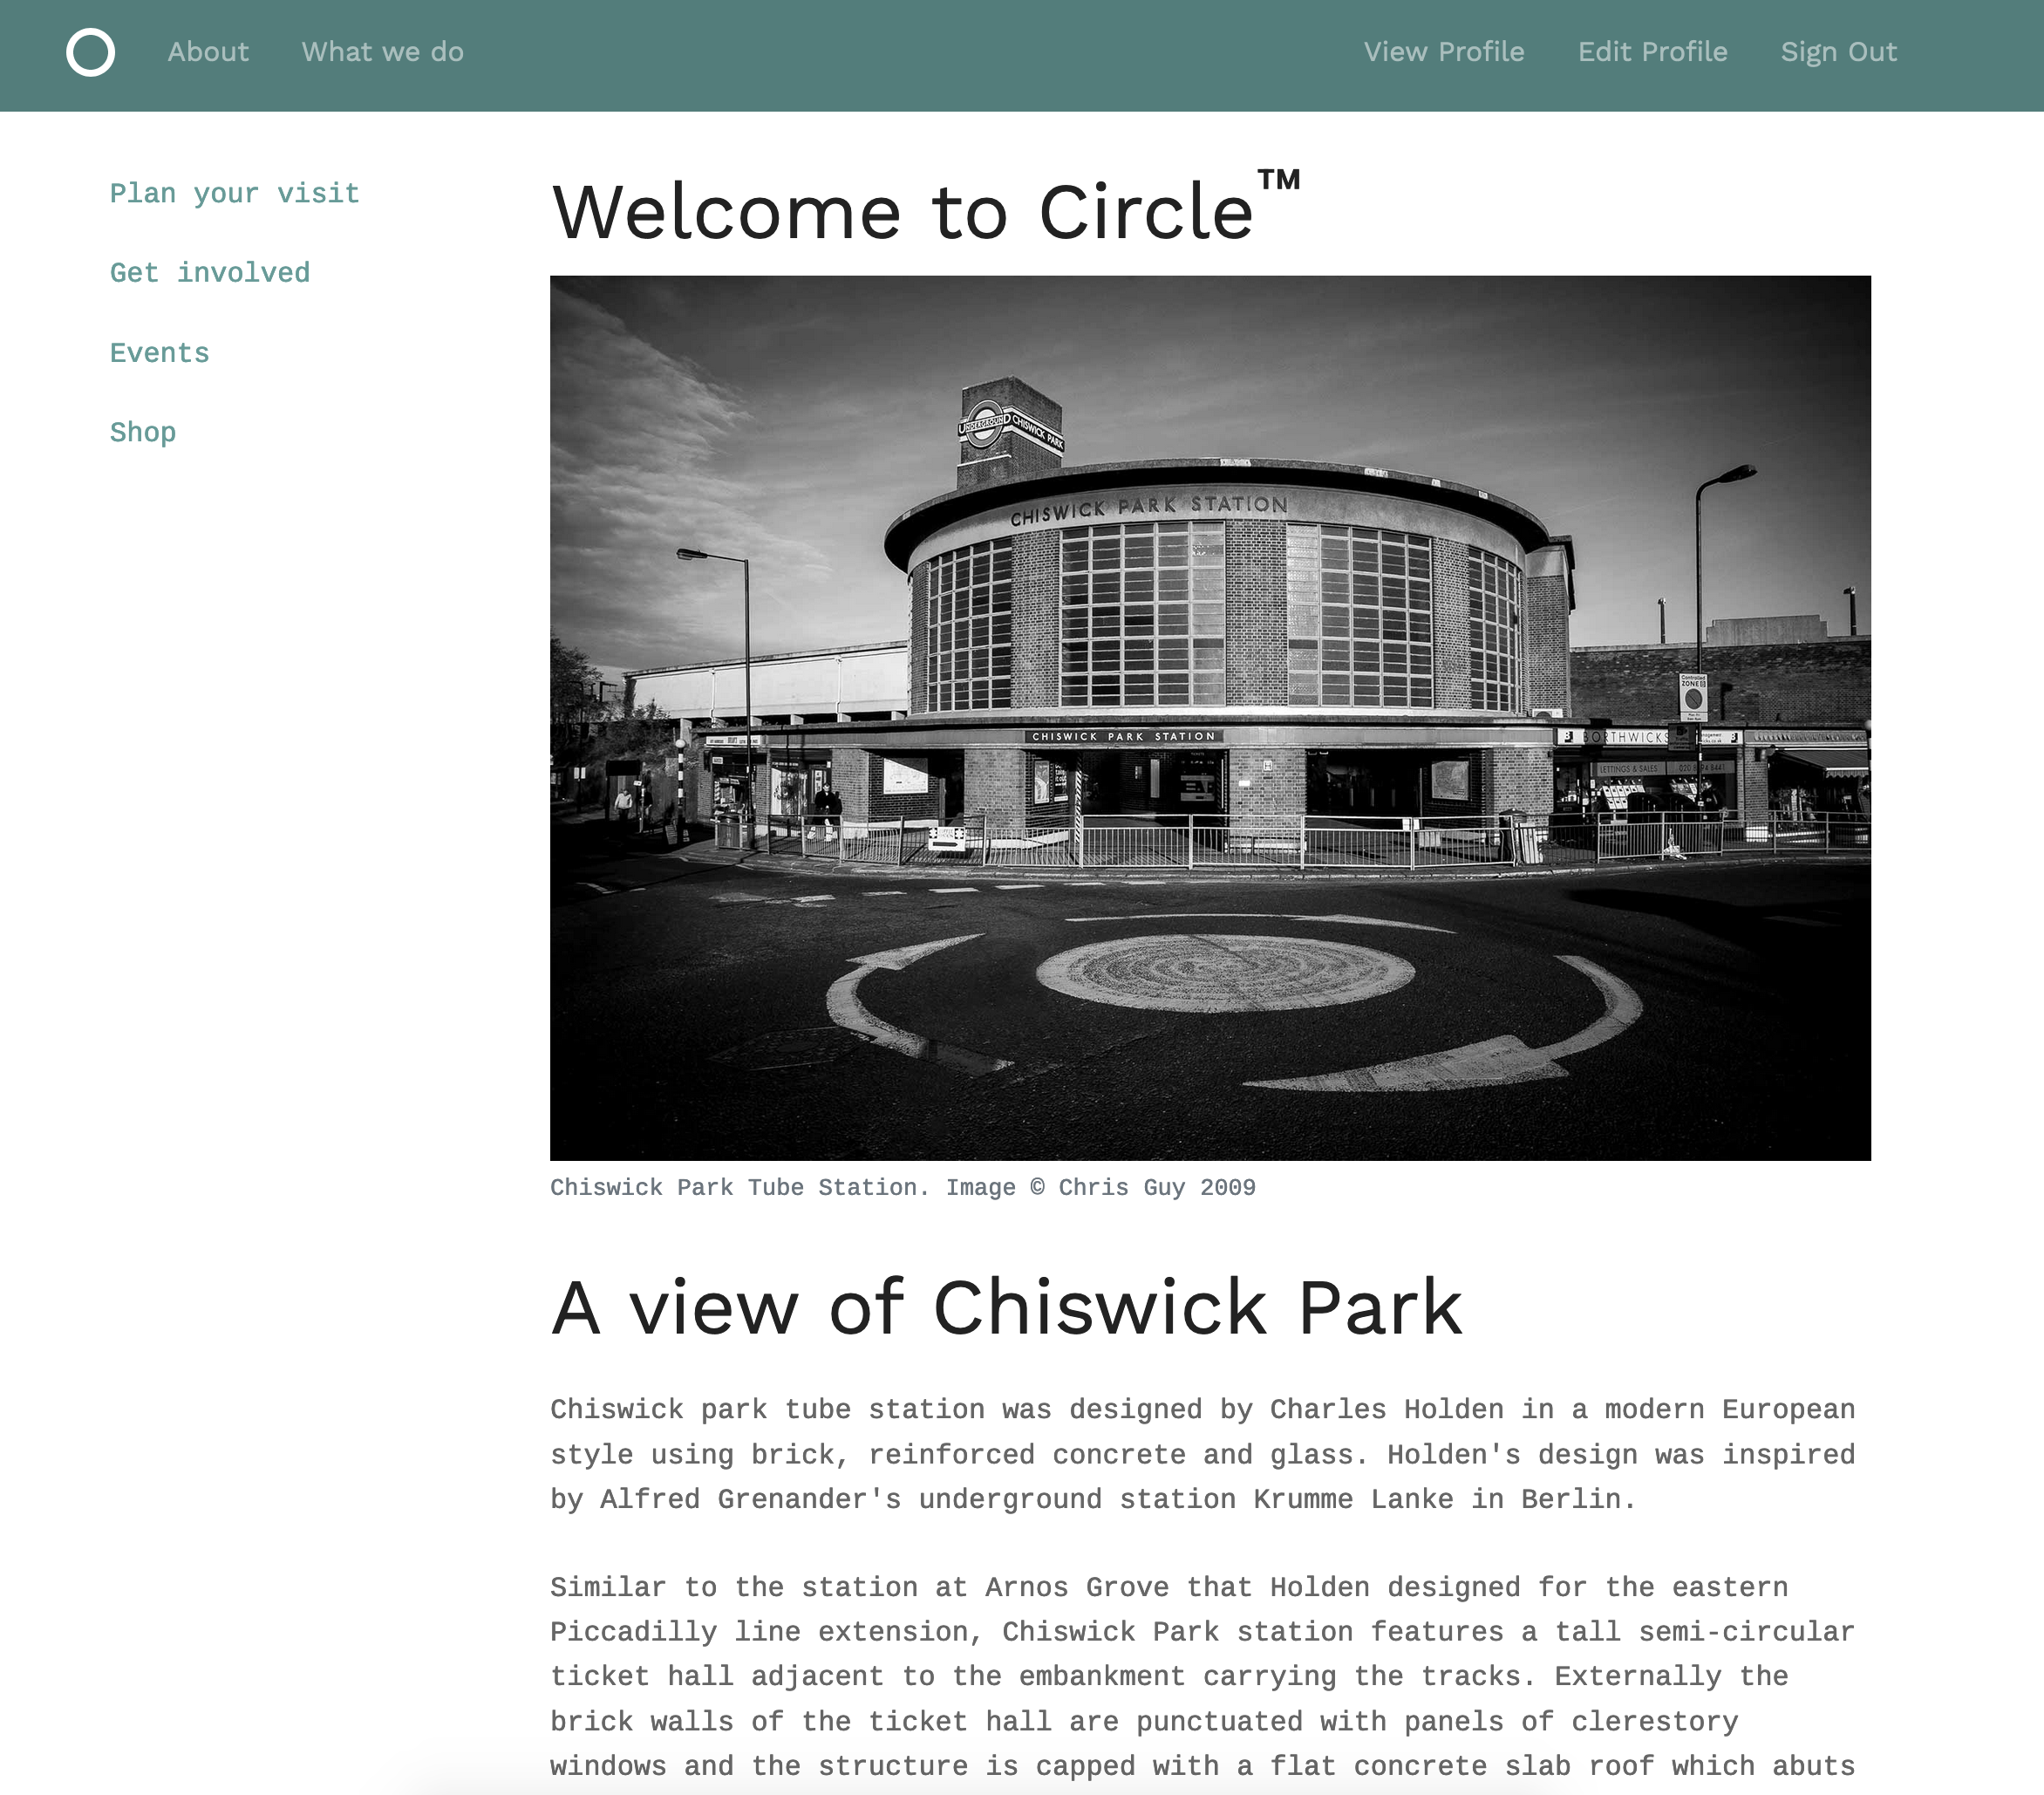 About
What we do
View Profile
Edit Profile
Sign Out
Plan your visit
Get involved
Events
Shop
Welcome to Circle™
UNDERGROUND
CHISWICK PARK
CHISWICK PARK STATION
CHISWICK PARK STATION
Controlled
ZONE
BORTHWICKS
LETTINGS & SALES
Chiswick Park Tube Station. Image © Chris Guy 2009
A view of Chiswick Park
Chiswick park tube station was designed by Charles Holden in a modern European
style using brick, reinforced concrete and glass. Holden's design was inspired
by Alfred Grenander's underground station Krumme Lanke in Berlin.
Similar to the station at Arnos Grove that Holden designed for the eastern
Piccadilly line extension, Chiswick Park station features a tall semi-circular
ticket hall adjacent to the embankment carrying the tracks. Externally the
brick walls of the ticket hall are punctuated with panels of clerestory
windows and the structure is capped with a flat concrete slab roof which abuts